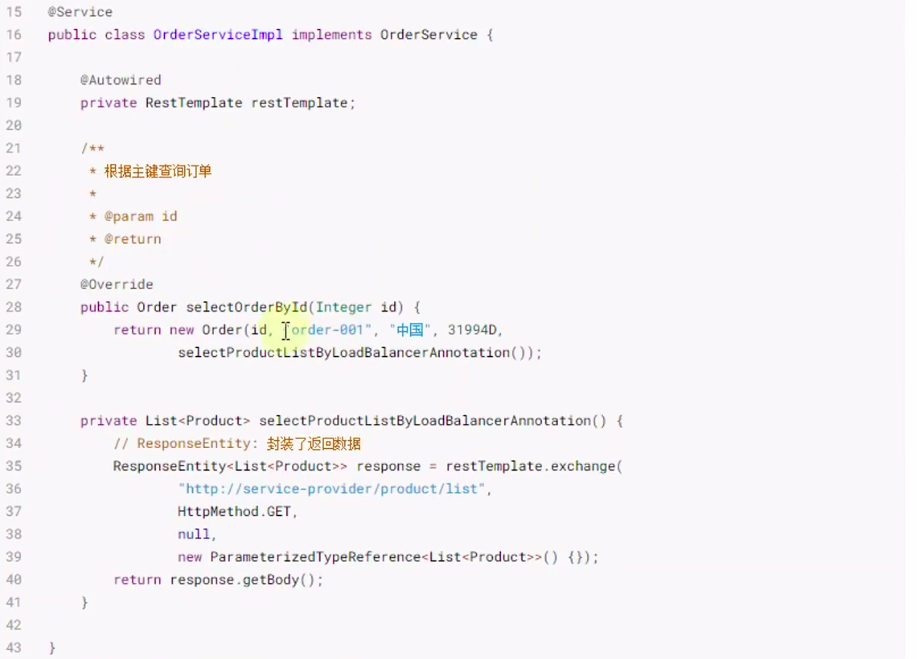 15 @Service
16 public class OrderServiceImpl implements OrderService {
17
18 @Autowired
19 private RestTemplate restTemplate;
20
21 /**
22 * 根据主键查询订单
23 *
24 * @param id
25 * @return
26 */
27 @Override
28 public Order selectOrderById(Integer id) {
29 return new Order(id, "order-001", "中国", 31994D,
30 selectProductListByLoadBalancerAnnotation());
31 }
32
33 private List<Product> selectProductListByLoadBalancerAnnotation() {
34 // ResponseEntity: 封装了返回数据
35 ResponseEntity<List<Product>> response = restTemplate.exchange(
36 "http://service-provider/product/list",
37 HttpMethod.GET,
38 null,
39 new ParameterizedTypeReference<List<Product>>() {});
40 return response.getBody();
41 }
42
43 }